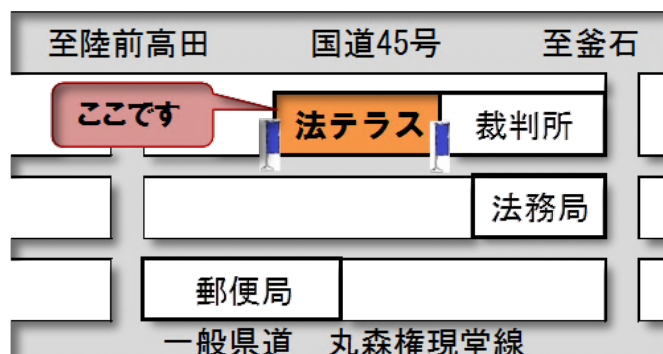 至陸前高田 国道45号 至釜石
ここです
法テラス 裁判所
法務局
郵便局
一般県道 丸森権現堂線